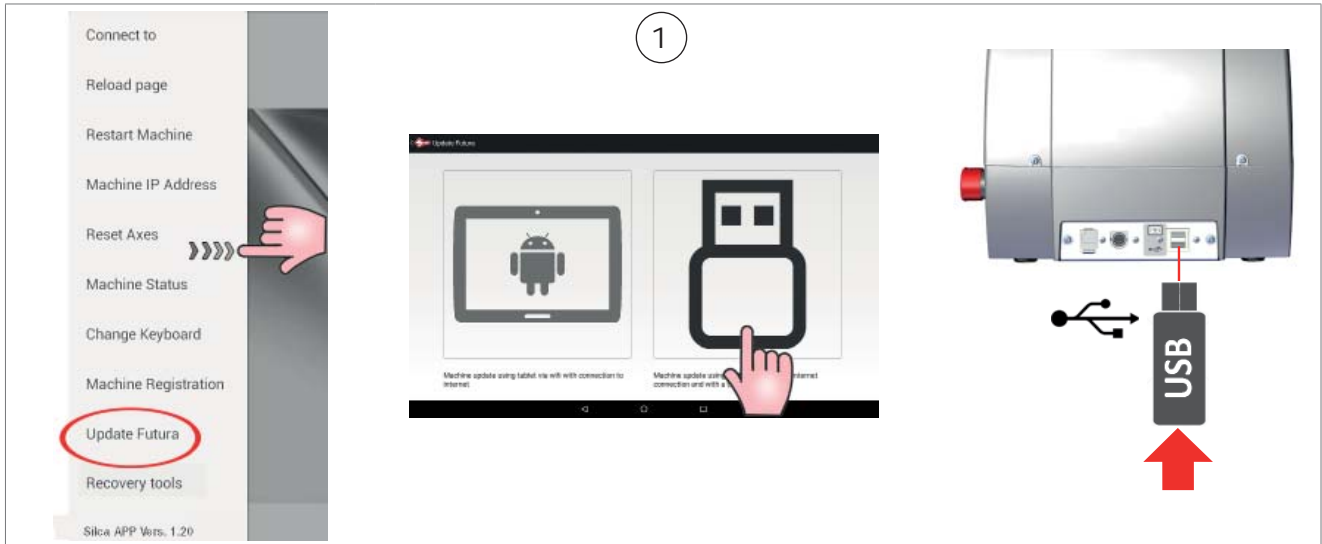 Connect to
Reload page
Restart Machine
Machine IP Address
Reset Axes
Machine Status
Change Keyboard
Machine Registration
Update Futura
Recovery tools
Silca APP Vers. 1.20
1
Update Futura
Machine update using tablet via wifi with connection to
internet.
Machine update using internet
connection and with a
USB